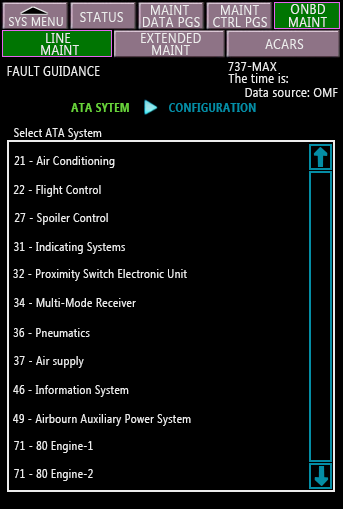 SYS MENU
STATUS
MAINT
DATA PGS
MAINT
CTRL PGS
ONBD
MAINT
LINE
MAINT
EXTENDED
MAINT
ACARS
FAULT GUIDANCE
737-MAX
The time is:
Data source: OMF
ATA SYTEM
CONFIGURATION
Select ATA System
21 - Air Conditioning
22 - Flight Control
27 - Spoiler Control
31 - Indicating Systems
32 - Proximity Switch Electronic Unit
34 - Multi-Mode Receiver
36 - Pneumatics
37 - Air supply
46 - Information System
49 - Airbourn Auxiliary Power System
71 - 80 Engine-1
71 - 80 Engine-2